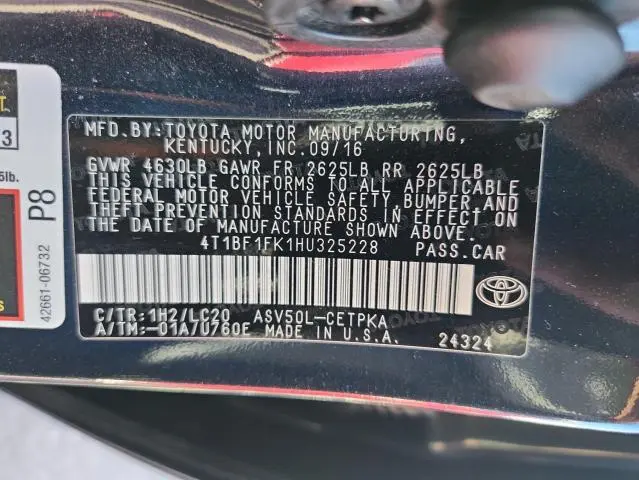 MFD.BY:TOYOTA MOTOR MANUFACTURING,
KENTUCKY,INC.09/16
GVWR 4630LB GAWR FR 2625LB RR 2625LB
THIS VEHICLE CONFORMS TO ALL APPLICABLE
FEDERAL MOTOR VEHICLE SAFETY,BUMPER,AND
THEFT PREVENTION STANDARDS IN EFFECT ON
THE DATE OF MANUFACTURE SHOWN ABOVE.
4T1BF1FK1HU325228 PASS.CAR
C/TR:1H2/LC20 ASV50L-CETPKA
A/TM:-01A/U760E MADE IN U.S.A. 24324
P8
42661-06732